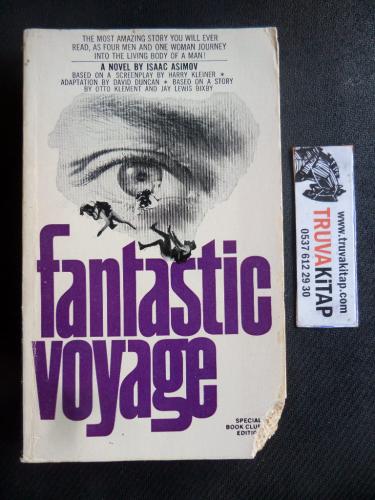 THE MOST AMAZING STORY YOU WILL EVER
READ, AS FOUR MEN AND ONE WOMAN JOURNEY
INTO THE LIVING BODY OF A MAN!
A NOVEL BY ISAAC ASIMOV
BASED ON A SCREENPLAY BY HARRY KLEINER •
ADAPTATION BY DAVID DUNCAN • BASED ON A STORY
BY OTTO KLEMENT AND JAY LEWIS BIXBY
fantastic
voyage
SPECIAL
BOOK CLUB
EDITION
www.truvakitap.com
TRUVAKiTAP
0537 612 29 30